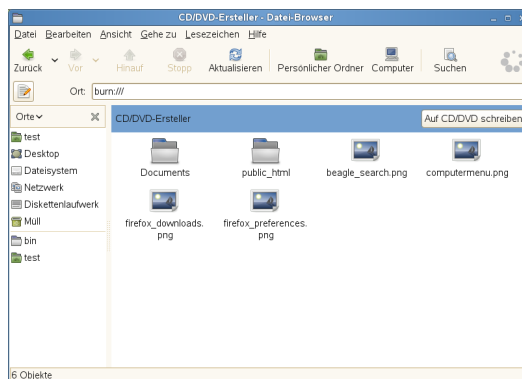 CD/DVD-Ersteller - Datei-Browser
Datei Bearbeiten Ansicht Gehe zu Lesezeichen Hilfe
Zurück Vor Hinauf Stopp Aktualisieren Persönlicher Ordner Computer Suchen
Ort: burn:///
Orte CD/DVD-Ersteller Auf CD/DVD schreiben
test
Desktop
Dateisystem
Netzwerk
Diskettenlaufwerk
Müll
bin
test
Documents public_html beagle_search.png computermenu.png
firefox_downloads. firefox_preferences.
png png
6 Objekte